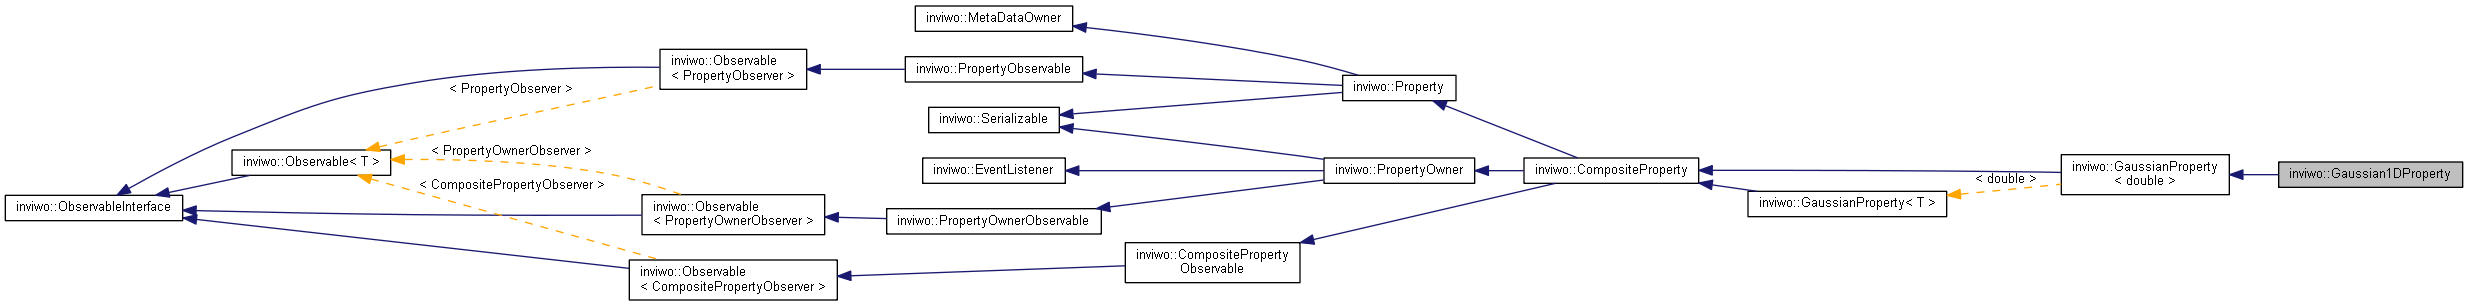 inviwo::MetaDataOwner
inviwo::Observable
< PropertyObserver >
inviwo::PropertyObservable
inviwo::Property
< PropertyObserver >
inviwo::Serializable
inviwo::Observable< T >
< PropertyOwnerObserver >
inviwo::EventListener
inviwo::PropertyOwner
inviwo::CompositeProperty
inviwo::GaussianProperty
< double >
inviwo::Gaussian1DProperty
< double >
< CompositePropertyObserver >
inviwo::ObservableInterface
inviwo::Observable
< PropertyOwnerObserver >
inviwo::PropertyOwnerObservable
inviwo::GaussianProperty< T >
inviwo::CompositeProperty
Observable
inviwo::Observable
< CompositePropertyObserver >